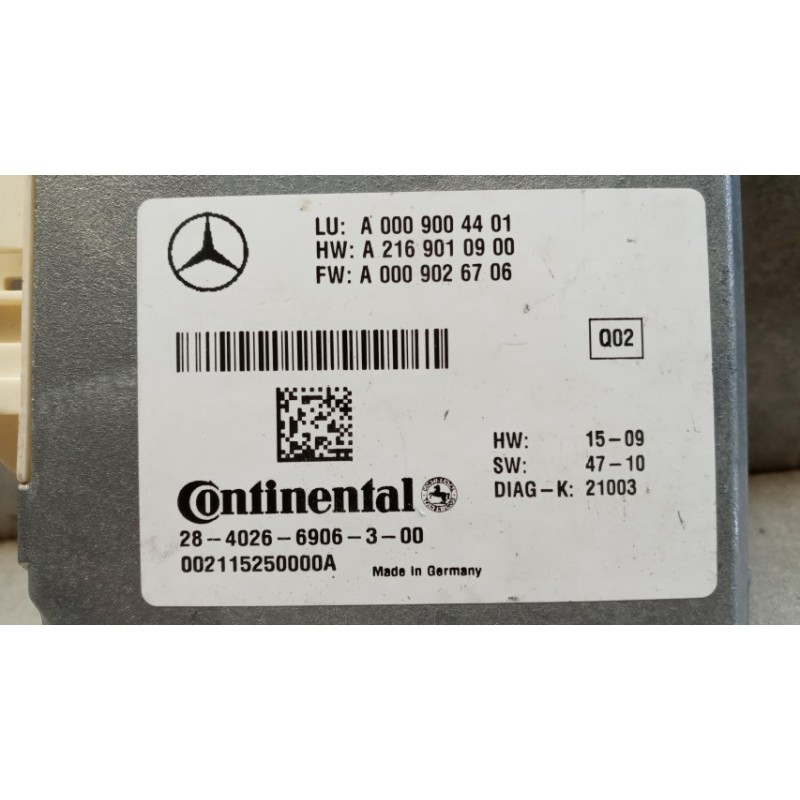 LU: A 000 900 44 01
HW: A 216 901 09 00
FW: A 000 902 67 06
Q02
HW: 15-09
SW: 47-10
DIAG-K: 21003
Continental
28-4026-6906-3-00
002115250000A Made in Germany